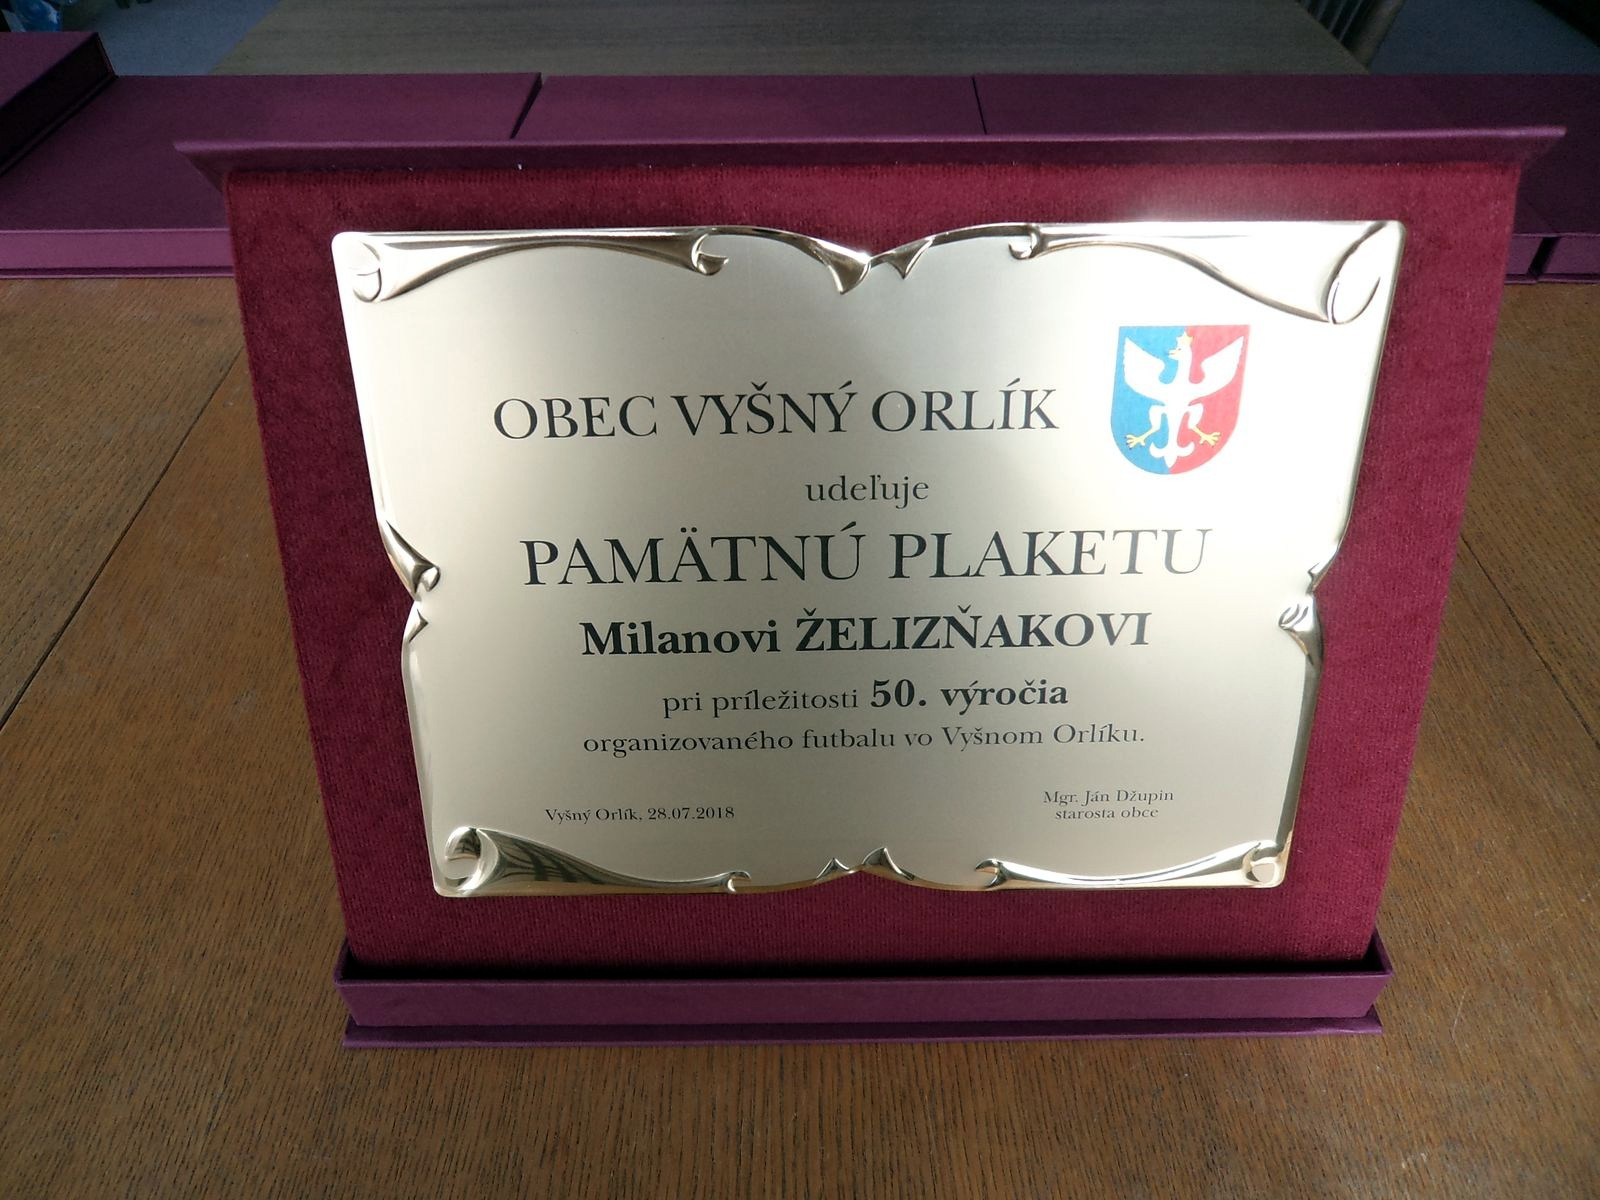 OBEC VYŠNÝ ORLÍK
udeľuje
PAMÄTNÚ PLAKETU
Milanovi ŽELIZŇAKOVI
pri príležitosti 50. výročia
organizovaného futbalu vo Vyšnom Orlíku.
Vyšný Orlík, 28.07.2018
Mgr. Ján Džupin
starosta obce